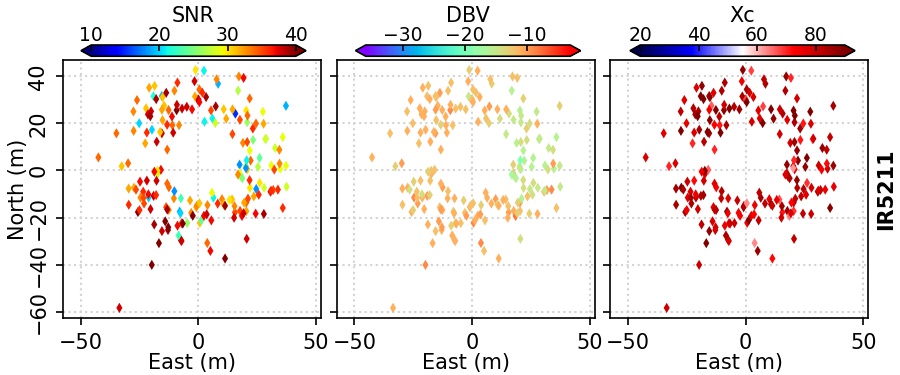 SNR DBV Xc
10 20 30 40 −30 −20 −10 20 40 60 80
40
20
0
−20
−40
−60
North (m)
IR5211
−50 0 50 −50 0 50 −50 0 50
East (m) East (m) East (m)